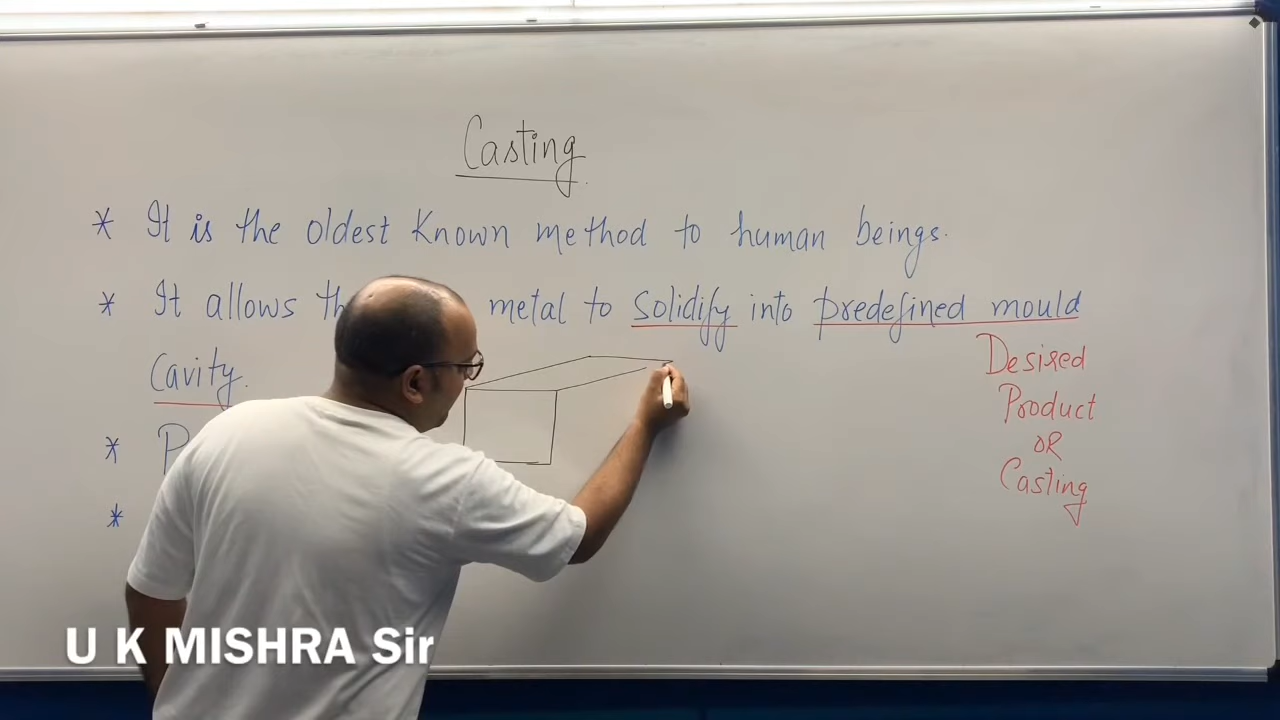 Casting
* It is the oldest known method to human beings.
* It allows metal to solidify into predefined mould
Cavity.
Desired
Product
OR
Casting
*
*
U K MISHRA Sir